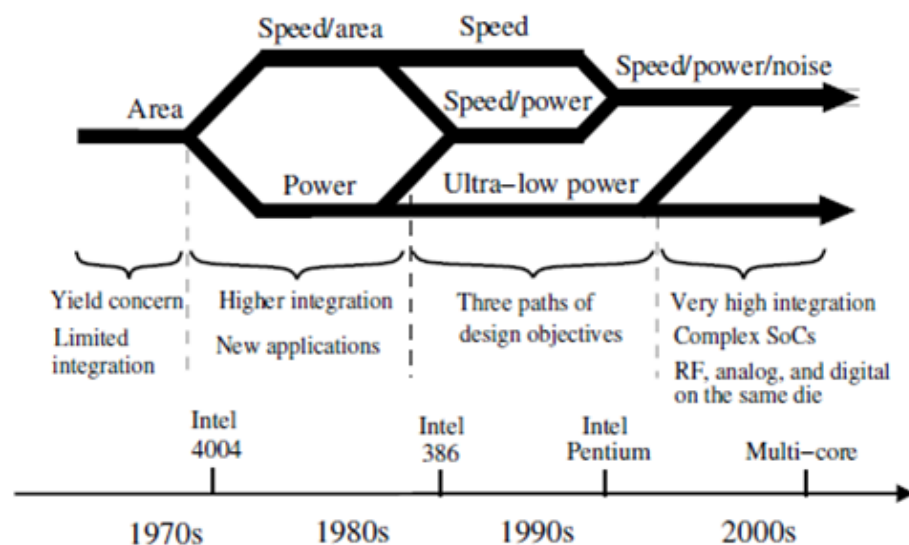 Speed/area
Speed
Speed/power/noise
Area
Speed/power
Power
Ultra−low power
Yield concern
Limited
integration
Higher integration
New applications
Three paths of
design objectives
Very high integration
Complex SoCs
RF, analog, and digital
on the same die
Intel
4004
Intel
386
Intel
Pentium
Multi−core
1970s
1980s
1990s
2000s